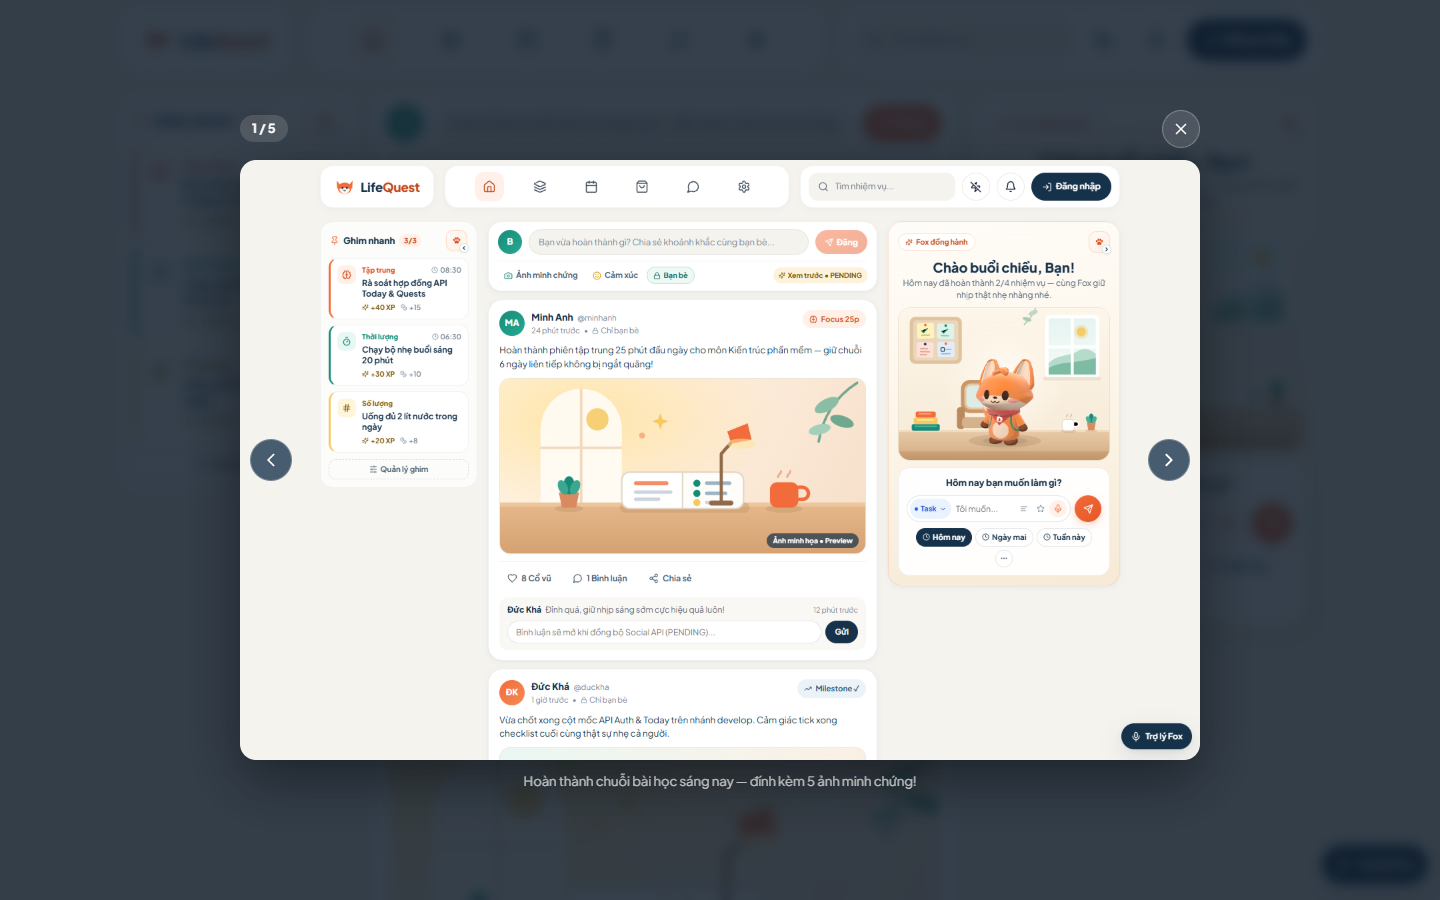 1 / 5
LifeQuest
Tìm nhiệm vụ...
Đăng nhập
Ghim nhanh 3/3
Tập trung 08:30
Rà soát hợp đồng API
Today & Quests
+40 XP +15
Thời lượng 06:30
Chạy bộ nhẹ buổi sáng
20 phút
+30 XP +10
Số lượng
Uống đủ 2 lít nước trong
ngày
+20 XP +8
Quản lý ghim
B
Bạn vừa hoàn thành gì? Chia sẻ khoảnh khắc cùng bạn bè...
Đăng
Ảnh minh chứng
Cảm xúc
Bạn bè
Xem trước • PENDING
MA
Minh Anh @minhanh
24 phút trước • Chỉ bạn bè
Focus 25p
Hoàn thành phiên tập trung 25 phút đầu ngày cho môn Kiến trúc phần mềm — giữ chuỗi
6 ngày liên tiếp không bị ngắt quãng!
Ảnh minh họa • Preview
8 Cổ vũ
1 Bình luận
Chia sẻ
Đức Khá Đỉnh quá, giữ nhịp sáng sớm cực hiệu quả luôn!
12 phút trước
Bình luận sẽ mở khi đồng bộ Social API (PENDING)...
Gửi
ĐK
Đức Khá @duckha
1 giờ trước • Chỉ bạn bè
Milestone ✓
Vừa chốt xong cột mốc API Auth & Today trên nhánh develop. Cảm giác tick xong
checklist cuối cùng thật sự nhẹ cả người.
Fox đồng hành
Chào buổi chiều, Bạn!
Hôm nay đã hoàn thành 2/4 nhiệm vụ — cùng Fox giữ
nhịp thật nhẹ nhàng nhé.
Hôm nay bạn muốn làm gì?
Task
Tôi muốn...
Hôm nay
Ngày mai
Tuần này
Trợ lý Fox
Hoàn thành chuỗi bài học sáng nay — đính kèm 5 ảnh minh chứng!